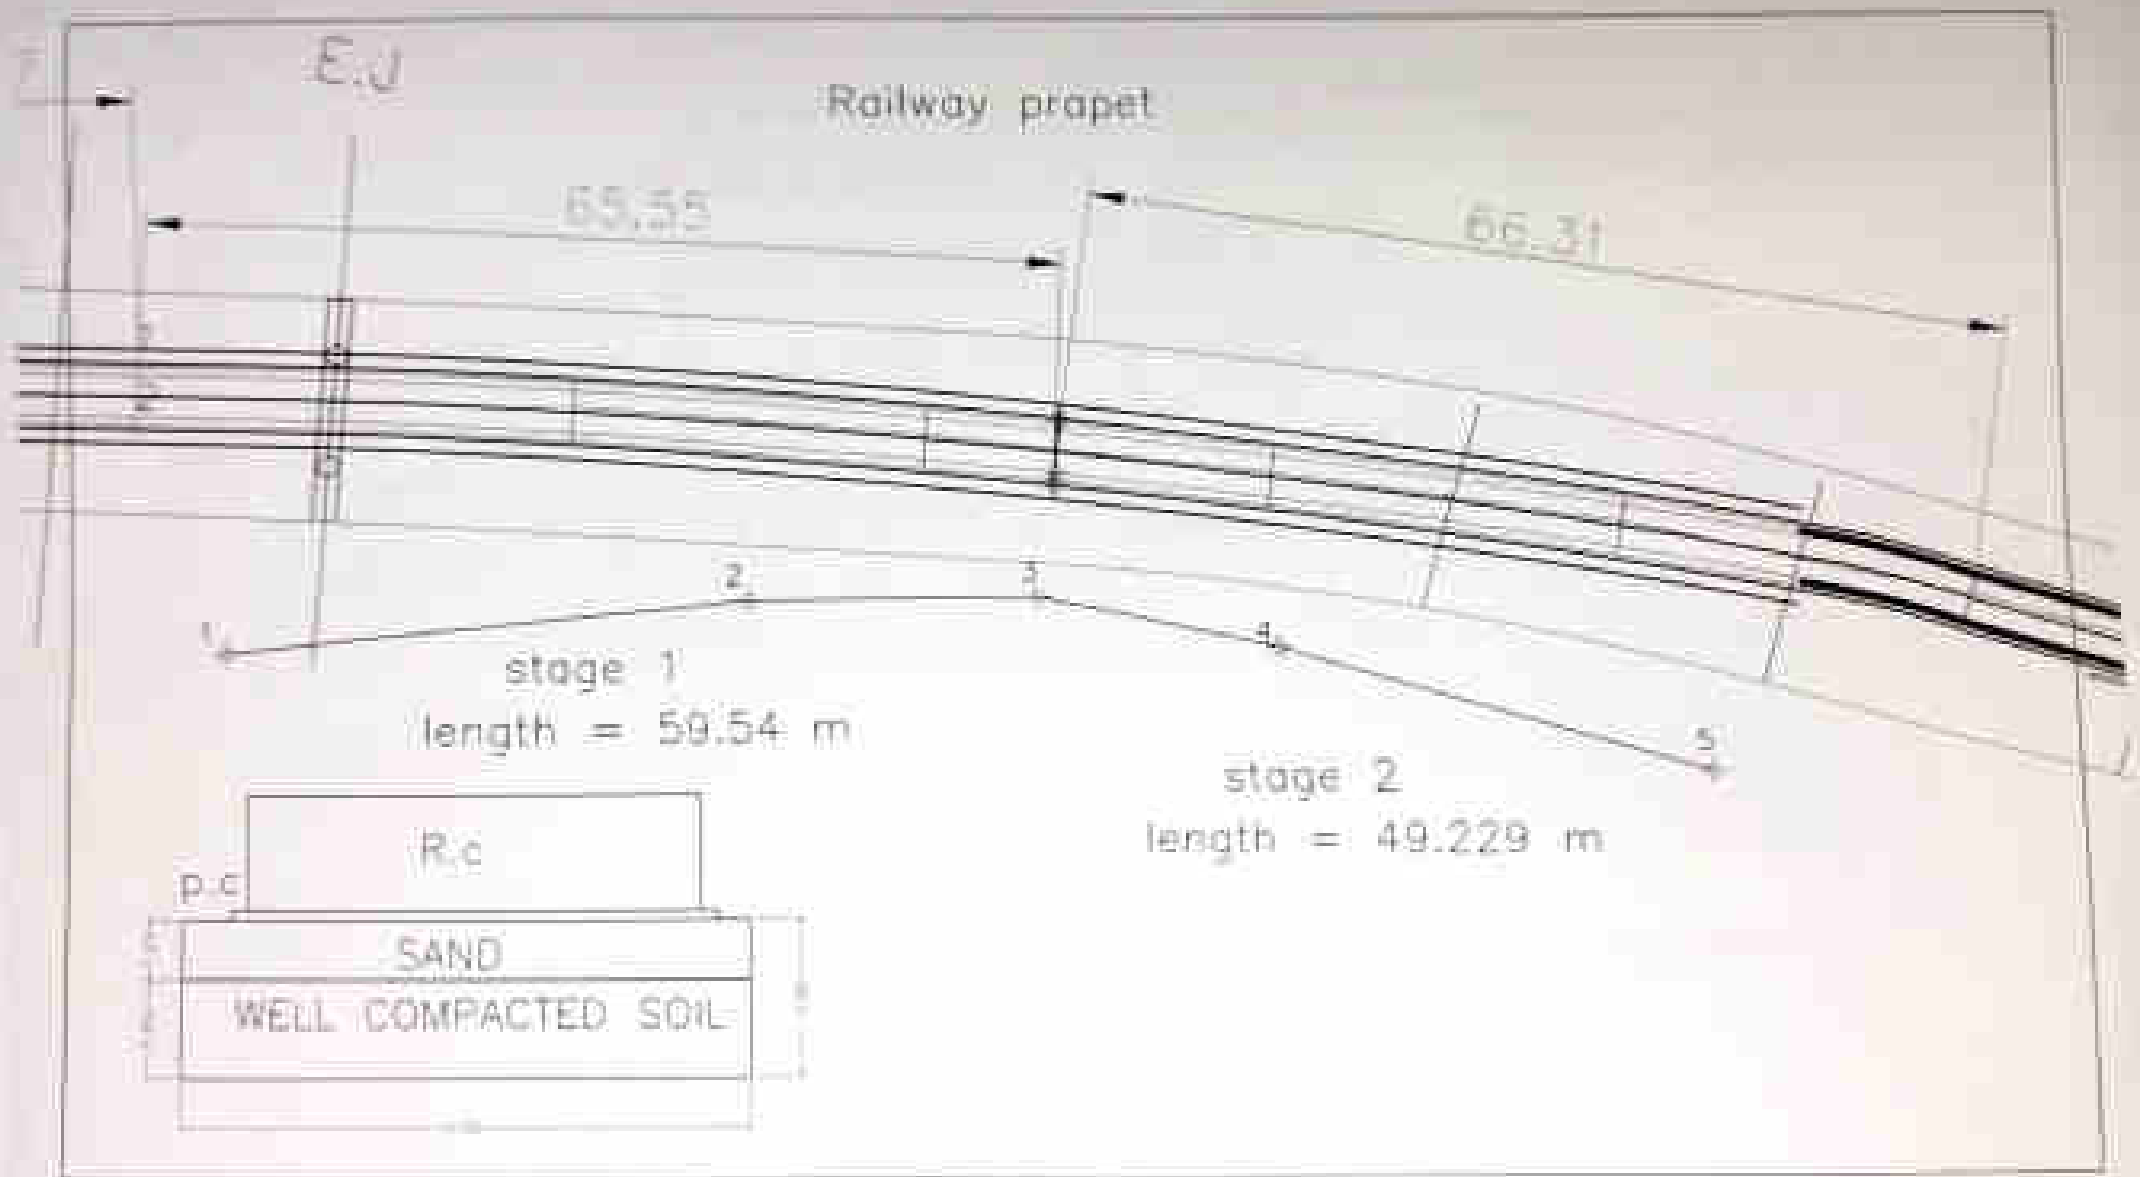 E.J
Railway prapet
65.55
66.31
1
2
3
4
5
stage 1
length = 59.54 m
stage 2
length = 49.229 m
R.c
p.c
SAND
WELL COMPACTED SOIL